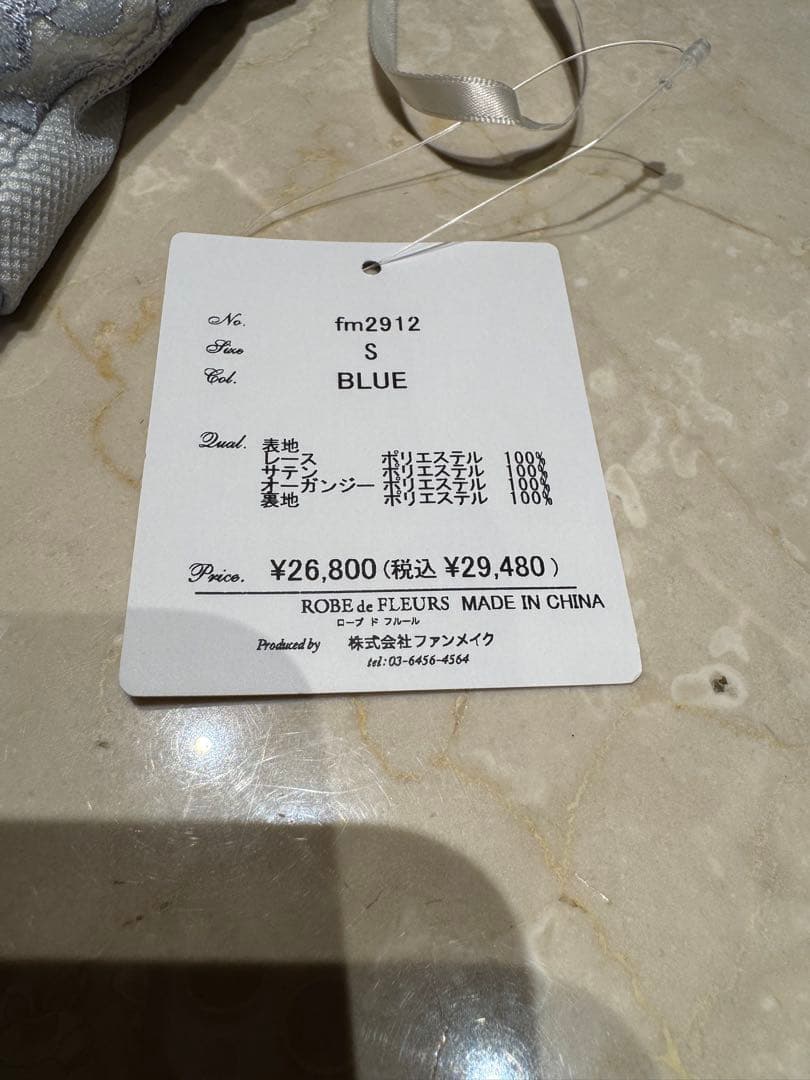 No. fm2912
Size S
Col. BLUE
Qual. 表地
レース ポリエステル 100%
サテン ポリエステル 100%
オーガンジー ポリエステル 100%
裏地 ポリエステル 100%
Price. ¥26,800(税込 ¥29,480)
ROBE de FLEURS MADE IN CHINA
ローブ ド フルール
Produced by 株式会社ファンメイク
tel:03-6456-4564